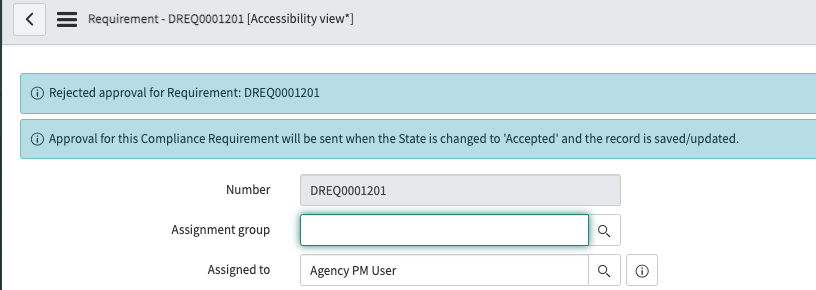 Requirement - DREQ0001201 [Accessibility view*]
Rejected approval for Requirement: DREQ0001201
Approval for this Compliance Requirement will be sent when the State is changed to 'Accepted' and the record is saved/updated.
Number DREQ0001201
Assignment group
Assigned to Agency PM User